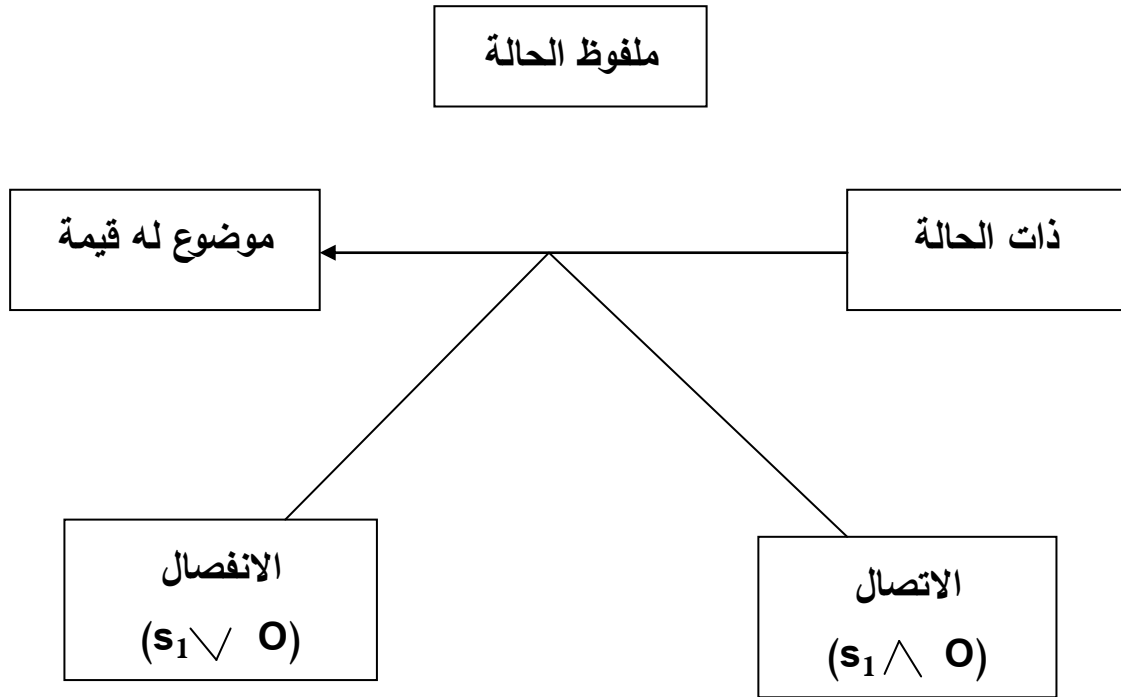 ملفوظ الحالة
ذات الحالة
موضوع له قيمة
الاتصال
(s₁ ∧ O)
الانفصال
(s₁ ∨ O)